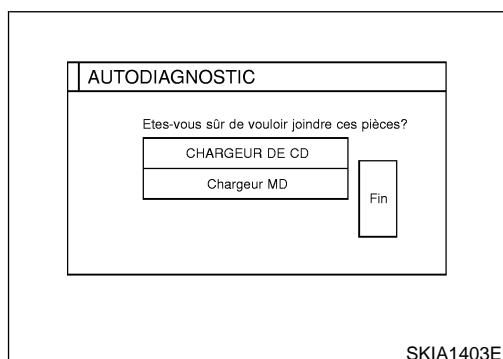 AUTODIAGNOSTIC
Etes-vous sûr de vouloir joindre ces pièces?
CHARGEUR DE CD
Chargeur MD
Fin
SKIA1403E